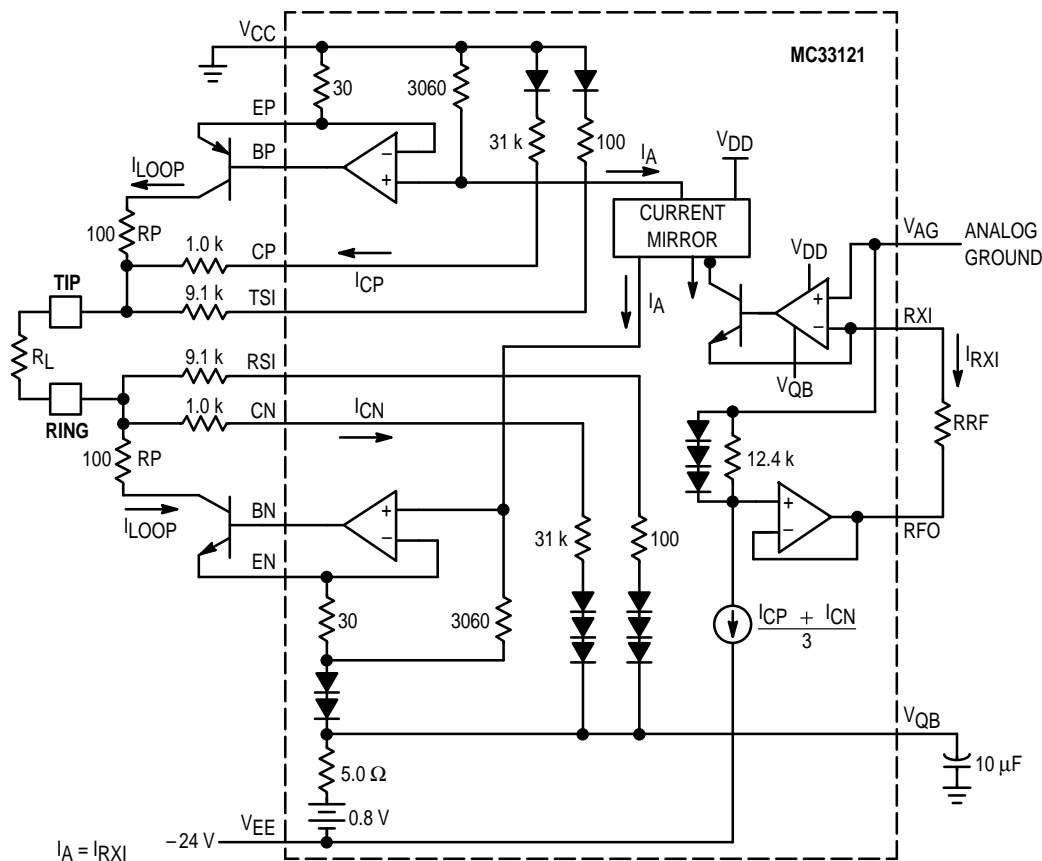 VCC
MC33121
30
3060
EP
31 k
100
VDD
BP
ILOOP
IA
−
+
CURRENT
MIRROR
VAG
ANALOG
GROUND
100
RP
1.0 k
CP
ICP
VDD
TIP
9.1 k
TSI
IA
+
−
RXI
RL
9.1 k
RSI
VQB
IRXI
1.0 k
CN
ICN
RING
RRF
100
RP
12.4 k
ILOOP
BN
+
−
31 k
100
+
−
RFO
EN
30
3060
ICP + ICN
3
VQB
5.0 Ω
10 µF
0.8 V
VEE
−24 V
IA = IRXI